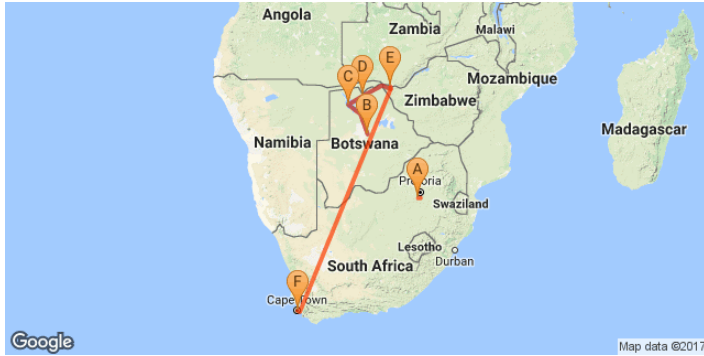 Angola
Zambia
Malawi
E
D
C
Mozambique
Zimbabwe
B
Namibia
Botswana
Madagascar
A
Pretoria
Swaziland
Lesotho
Durban
South Africa
F
Cape Town
Google
Map data ©2017